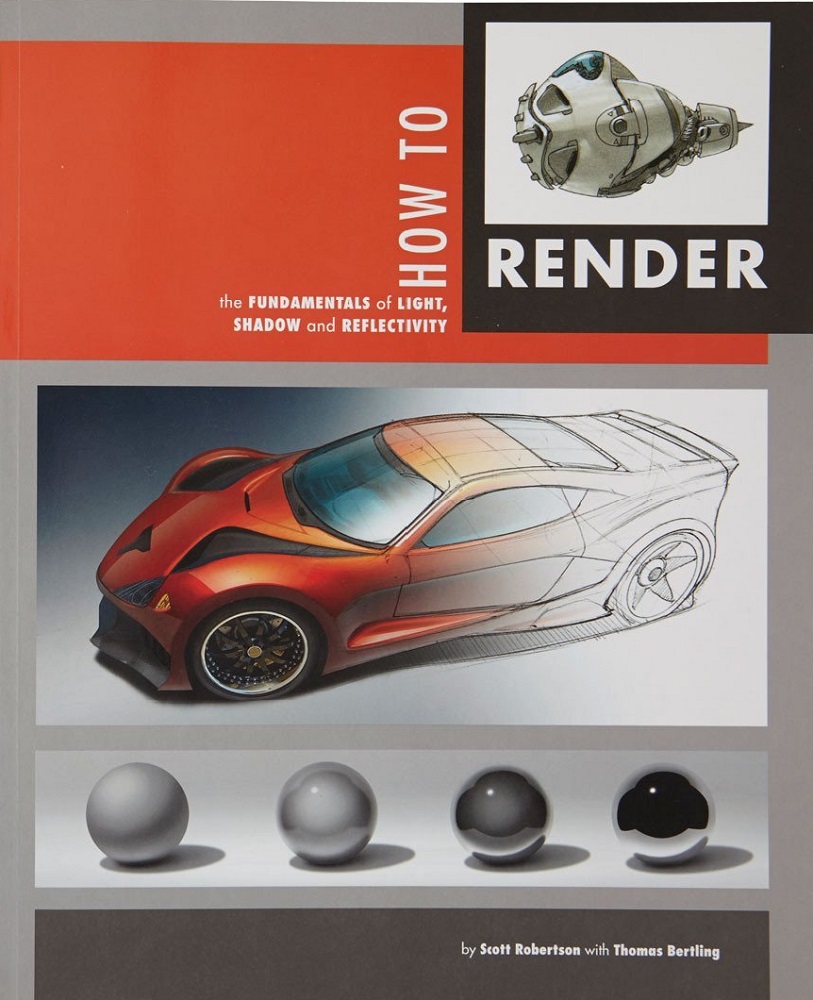 HOW TO
RENDER
the FUNDAMENTALS of LIGHT,
SHADOW and REFLECTIVITY
by Scott Robertson with Thomas Bertling